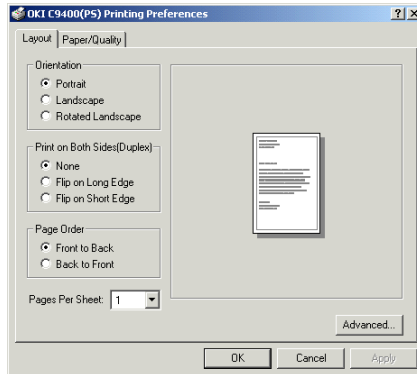 OKI C9400(PS) Printing Preferences
Layout
Paper/Quality
Orientation
Portrait
Landscape
Rotated Landscape
Print on Both Sides(Duplex)
None
Flip on Long Edge
Flip on Short Edge
Page Order
Front to Back
Back to Front
Pages Per Sheet: 1
Advanced...
OK Cancel Apply